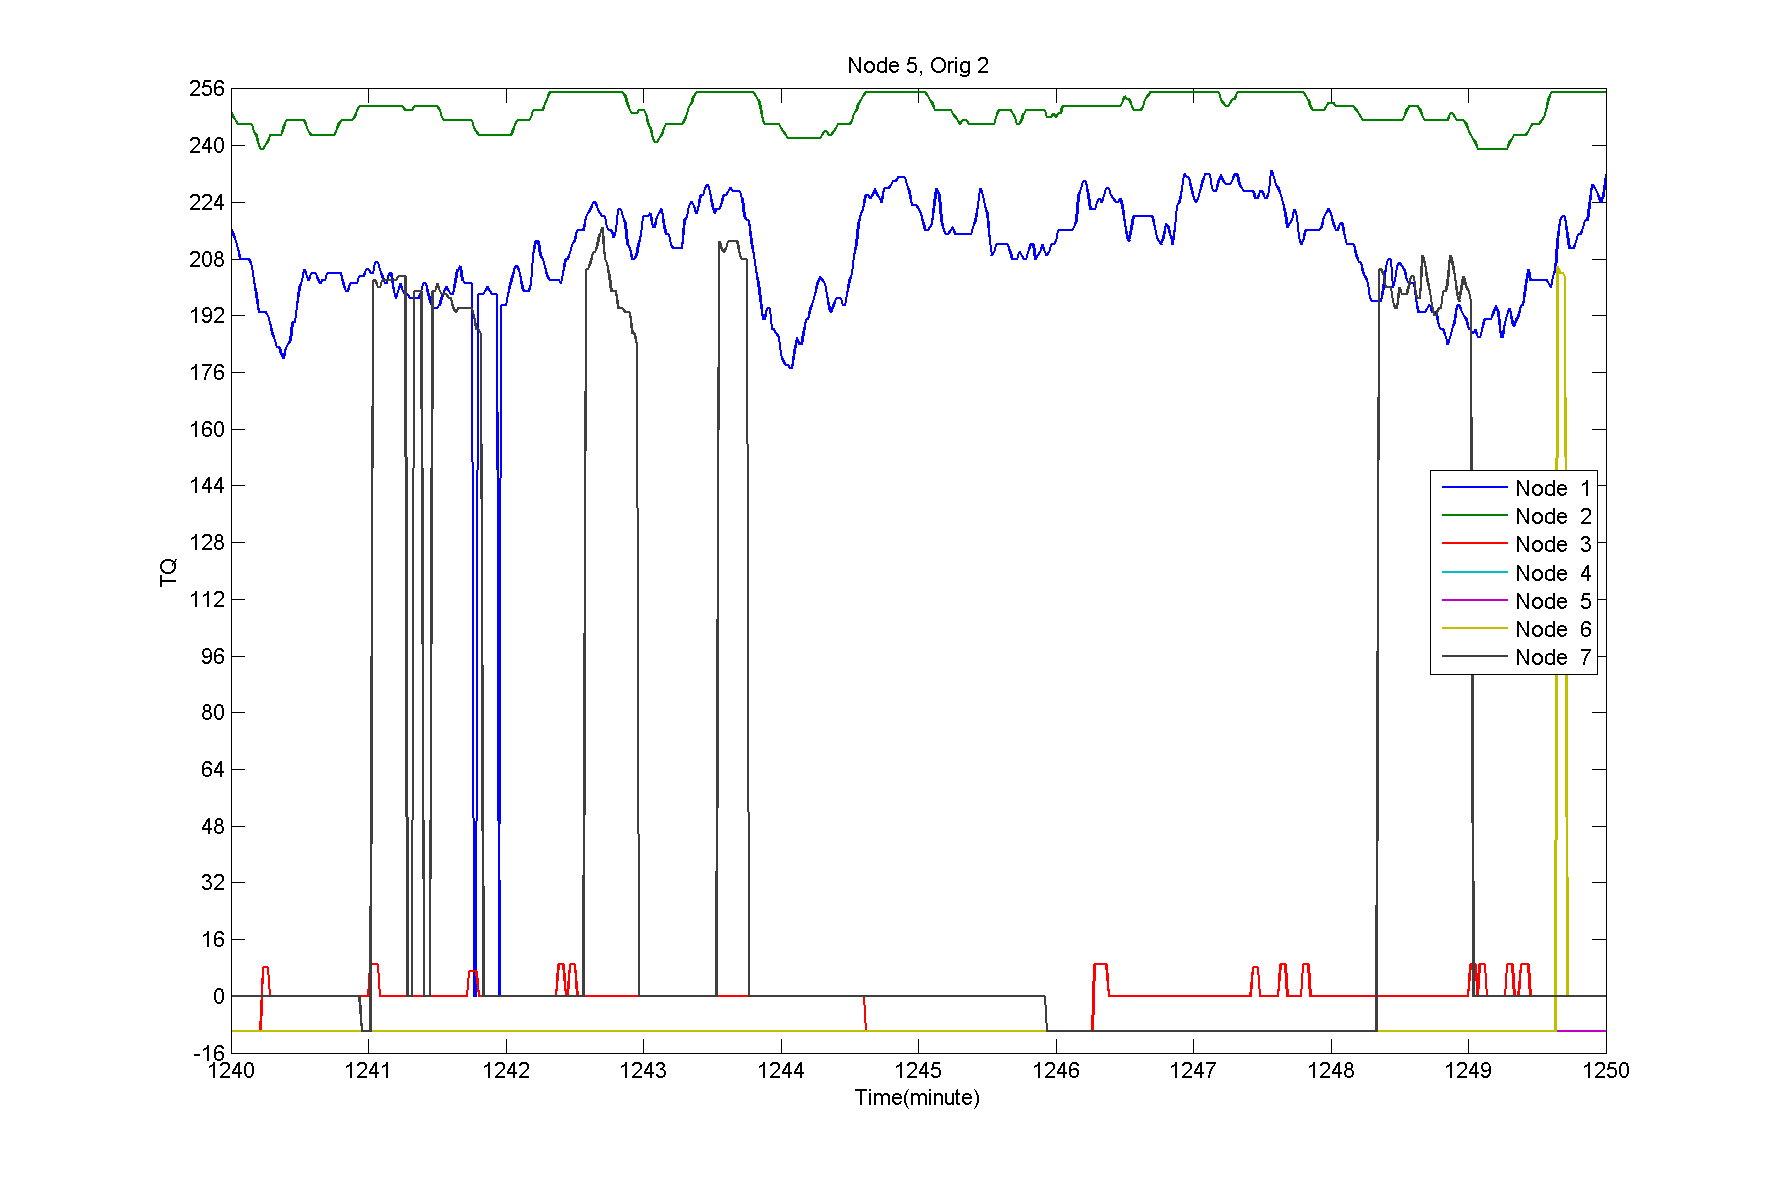 Node 5, Orig 2
256
240
224
208
192
176
160
144
128
112
96
80
64
48
32
16
0
-16
TQ
Node 1
Node 2
Node 3
Node 4
Node 5
Node 6
Node 7
1240 1241 1242 1243 1244 1245 1246 1247 1248 1249 1250
Time(minute)